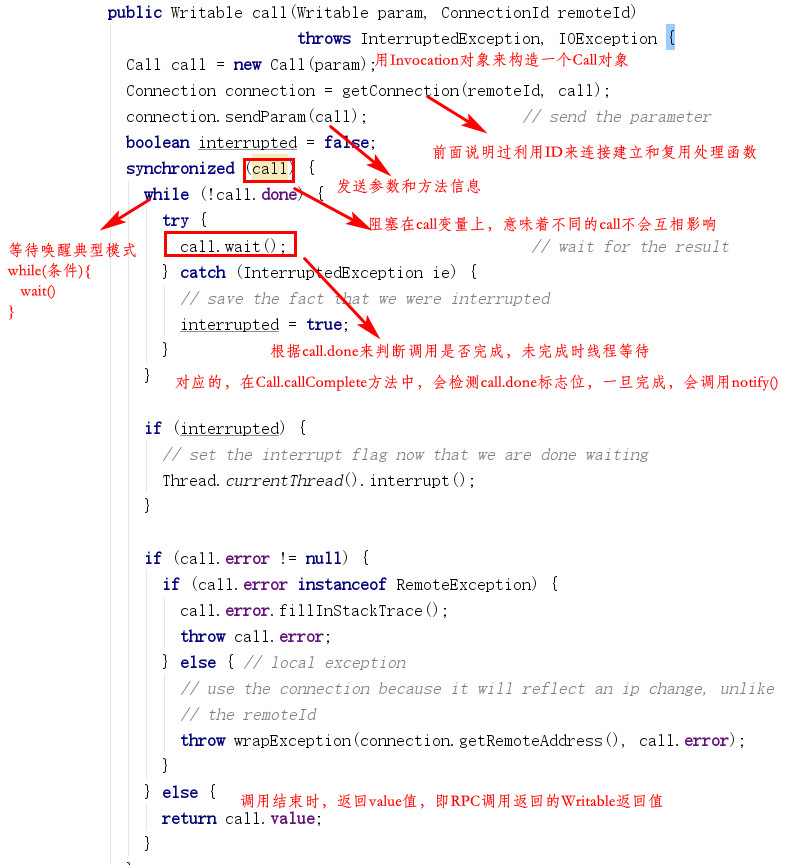 public Writable call(Writable param, ConnectionId remoteId)
throws InterruptedException, IOException {
Call call = new Call(param);用Invocation对象来构造一个Call对象
Connection connection = getConnection(remoteId, call);
connection.sendParam(call); // send the parameter
boolean interrupted = false;
前面说明过利用ID来连接建立和复用处理函数
synchronized (call) {
发送参数和方法信息
while (!call.done) {
try { 阻塞在call变量上，意味着不同的call不会互相影响
等待唤醒典型模式
call.wait(); // wait for the result
while(条件){
} catch (InterruptedException ie) {
wait()
// save the fact that we were interrupted
}
interrupted = true;
} 根据call.done来判断调用是否完成，未完成时线程等待
} 对应的，在Call.callComplete方法中，会检测call.done标志位，一旦完成，会调用notify()
if (interrupted) {
// set the interrupt flag now that we are done waiting
Thread.currentThread().interrupt();
}
if (call.error != null) {
if (call.error instanceof RemoteException) {
call.error.fillInStackTrace();
throw call.error;
} else { // local exception
// use the connection because it will reflect an ip change, unlike
// the remoteId
throw wrapException(connection.getRemoteAddress(), call.error);
}
} else { 调用结束时，返回value值，即RPC调用返回的Writable返回值
return call.value;
}